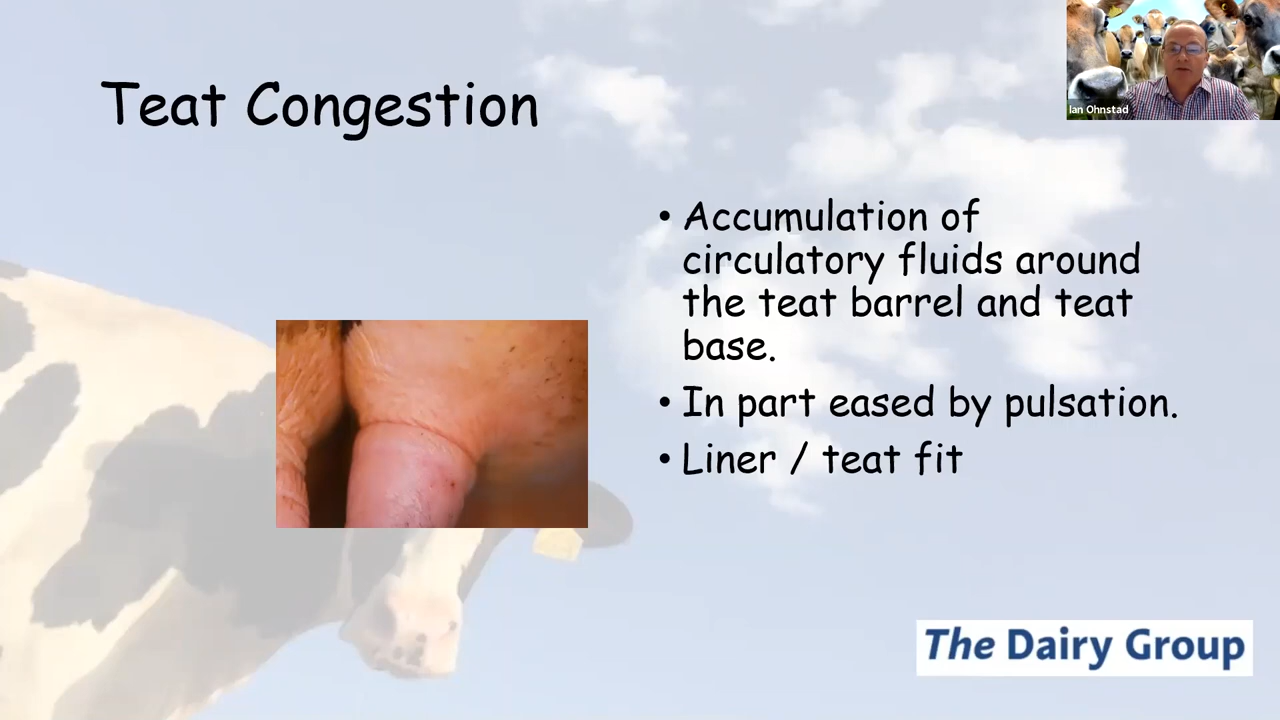 Ian Ohnstad
Teat Congestion
• Accumulation of
circulatory fluids around
the teat barrel and teat
base.
• In part eased by pulsation.
• Liner / teat fit
The Dairy Group